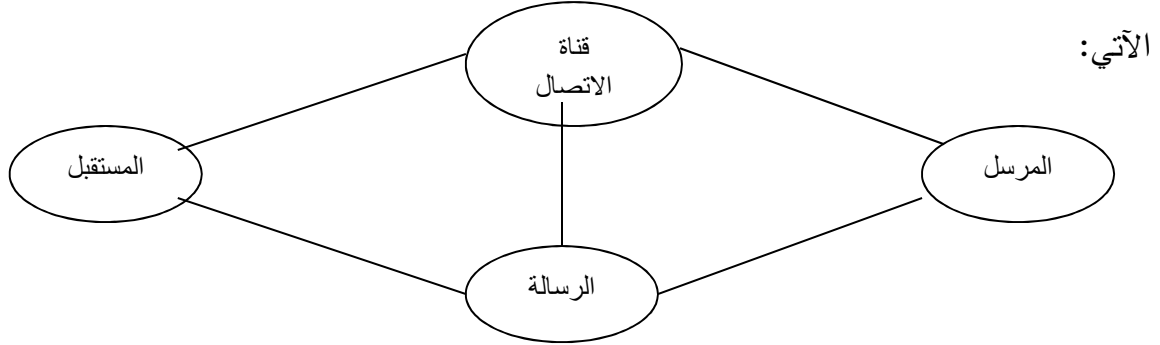 الآتي:
قناة
الاتصال
المرسل
المستقبل
الرسالة